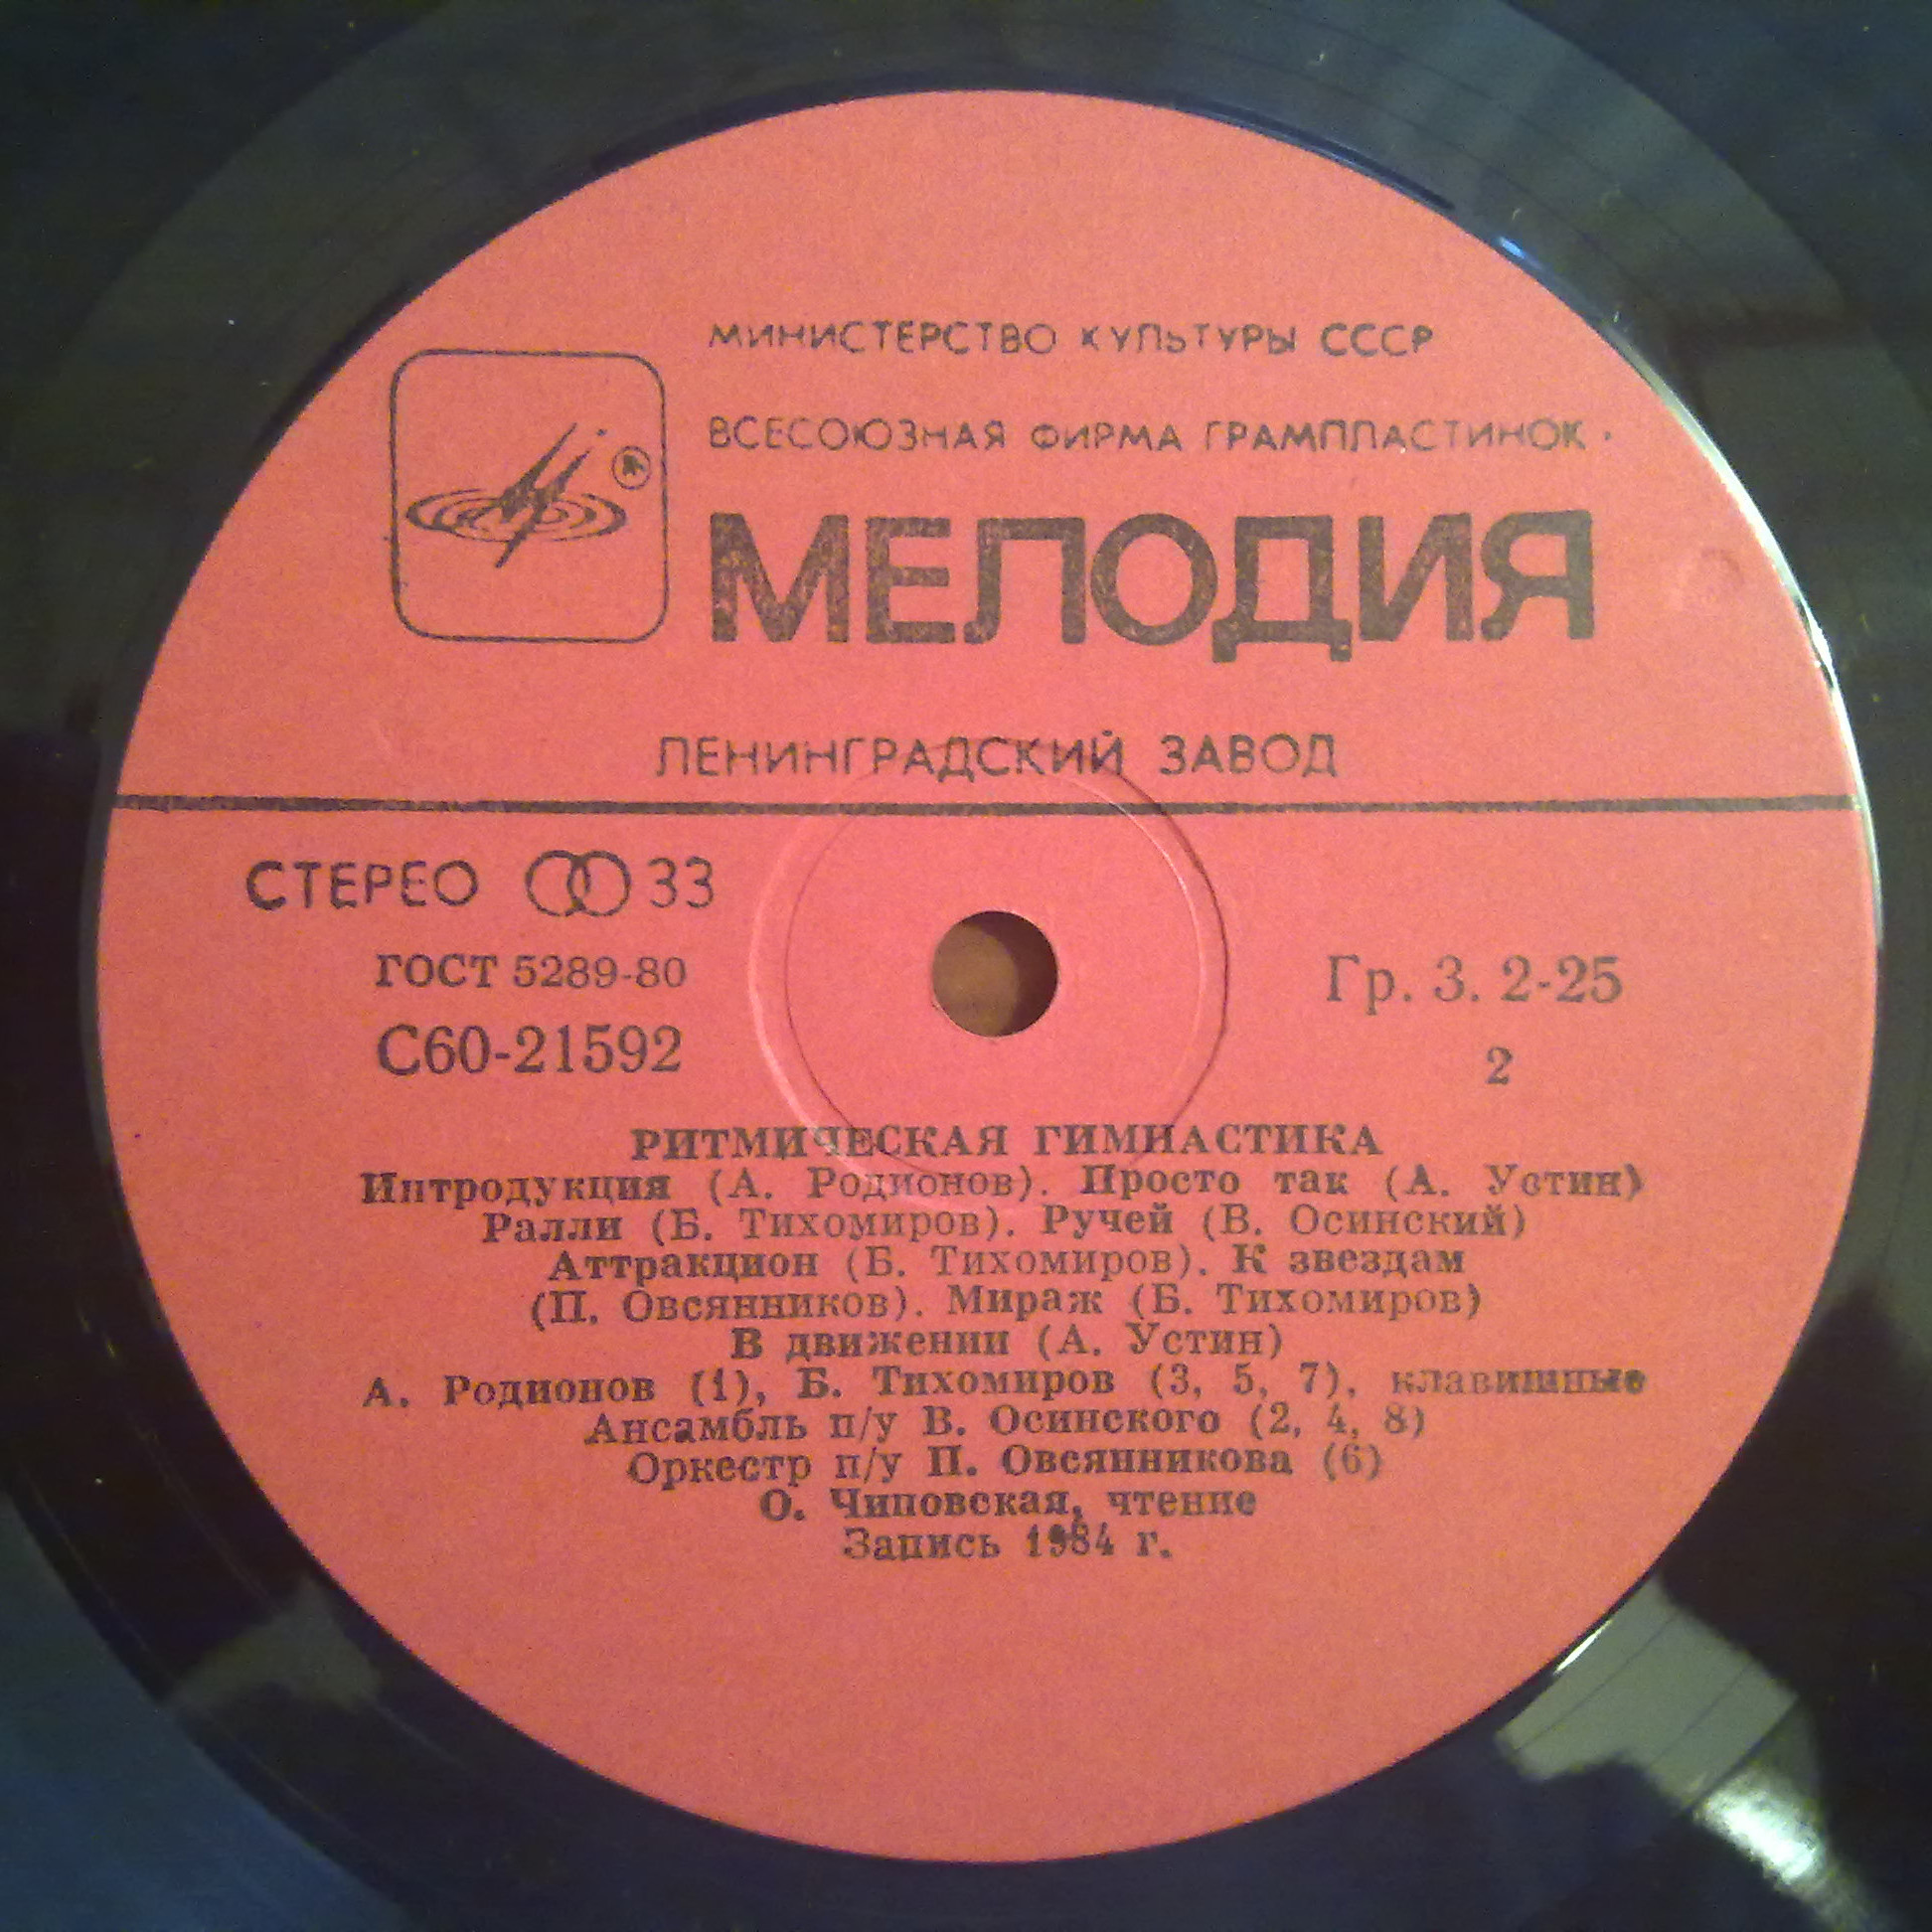 МИНИСТЕРСТВО КУЛЬТУРЫ СССР
ВСЕСОЮЗНАЯ ФИРМА ГРАМПЛАСТИНОК
МЕЛОДИЯ
ЛЕНИНГРАДСКИЙ ЗАВОД
СТЕРЕО 33
ГОСТ 5289-80
С60-21592
Гр. 3. 2-25
2
РИТМИЧЕСКАЯ ГИМНАСТИКА
Интродукция (А. Родионов). Просто так (А. Устин)
Ралли (Б. Тихомиров). Ручей (В. Осинский)
Аттракцион (Б. Тихомиров). К звездам
(П. Овсянников). Мираж (Б. Тихомиров)
В движении (А. Устин)
А. Родионов (1), Б. Тихомиров (3, 5, 7), клавишные
Ансамбль п/у В. Осинского (2, 4, 8)
Оркестр п/у П. Овсянникова (6)
О. Чиповская, чтение
Запись 1984 г.